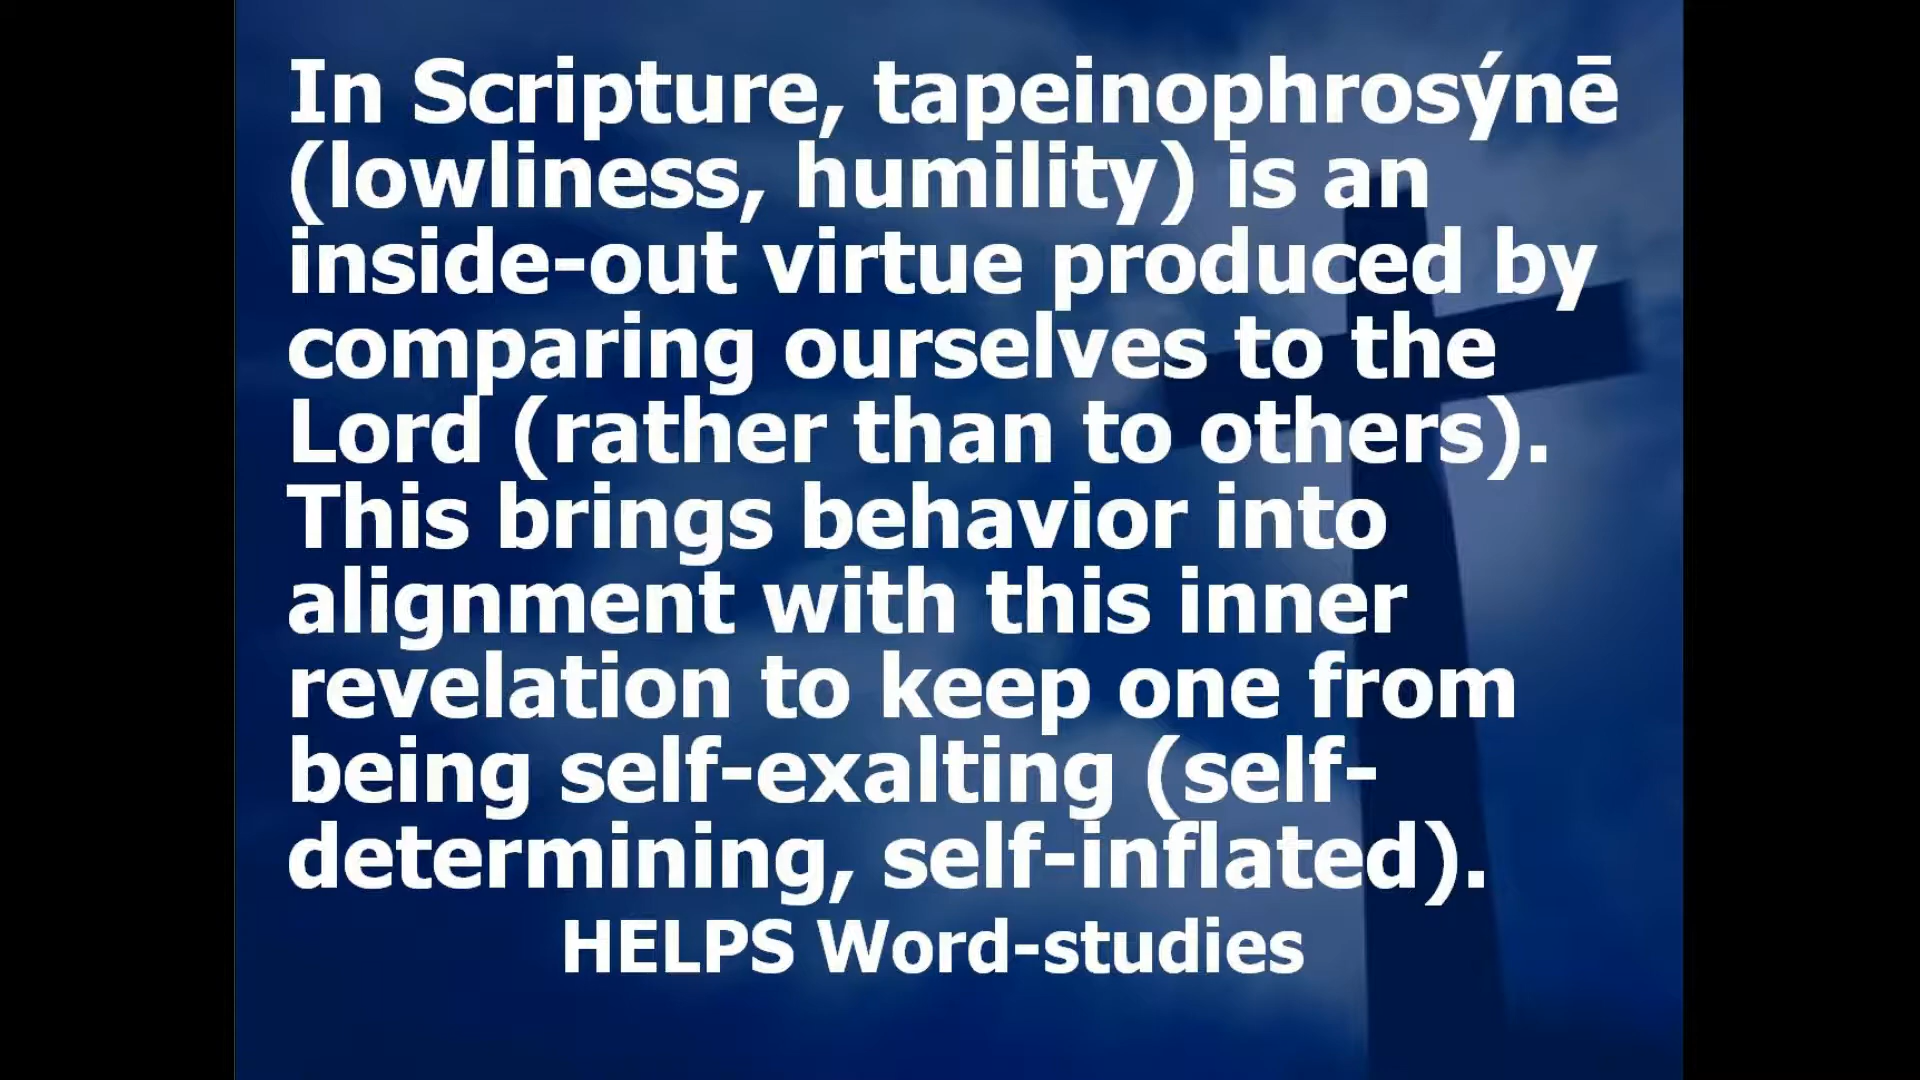 In Scripture, tapeinophrosýnē
(lowliness, humility) is an
inside-out virtue produced by
comparing ourselves to the
Lord (rather than to others).
This brings behavior into
alignment with this inner
revelation to keep one from
being self-exalting (self-
determining, self-inflated).
HELPS Word-studies